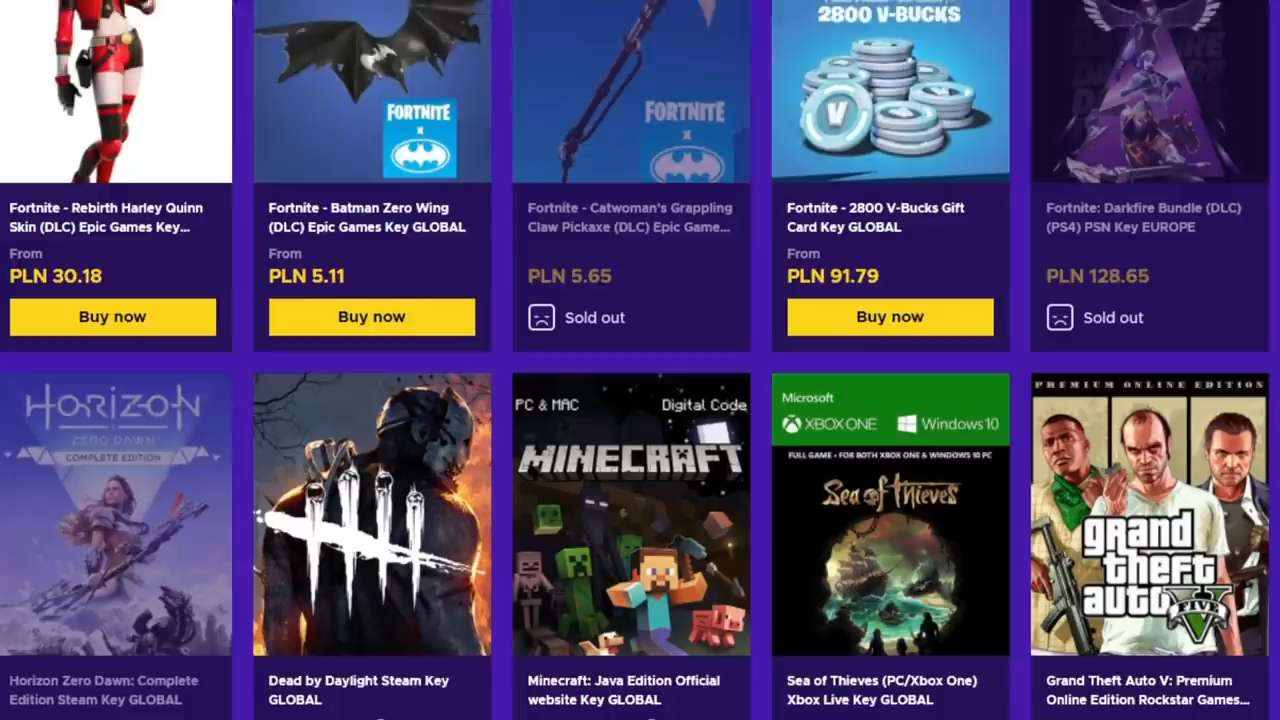 2800 V-BUCKS
FORTNITE
X
FORTNITE
X
V
Fortnite - Rebirth Harley Quinn
Skin (DLC) Epic Games Key...
From
PLN 30.18
Buy now
Fortnite - Batman Zero Wing
(DLC) Epic Games Key GLOBAL
From
PLN 5.11
Buy now
Fortnite - Catwoman's Grappling
Claw Pickaxe (DLC) Epic Game...
PLN 5.65
Sold out
Fortnite - 2800 V-Bucks Gift
Card Key GLOBAL
From
PLN 91.79
Buy now
Fortnite: Darkfire Bundle (DLC)
(PS4) PSN Key EUROPE
PLN 128.65
Sold out
HORIZON
ZERO DAWN
COMPLETE EDITION
Horizon Zero Dawn: Complete
Edition Steam Key GLOBAL
Dead by Daylight Steam Key
GLOBAL
PC & MAC
Digital Code
MINECRAFT
Minecraft: Java Edition Official
website Key GLOBAL
Microsoft
XBOX ONE
Windows 10
FULL GAME • FOR BOTH XBOX ONE & WINDOWS 10 PC
Sea of Thieves
Sea of Thieves (PC/Xbox One)
Xbox Live Key GLOBAL
PREMIUM ONLINE EDITION
grand
theft
auto V
FIVE
Grand Theft Auto V: Premium
Online Edition Rockstar Games...